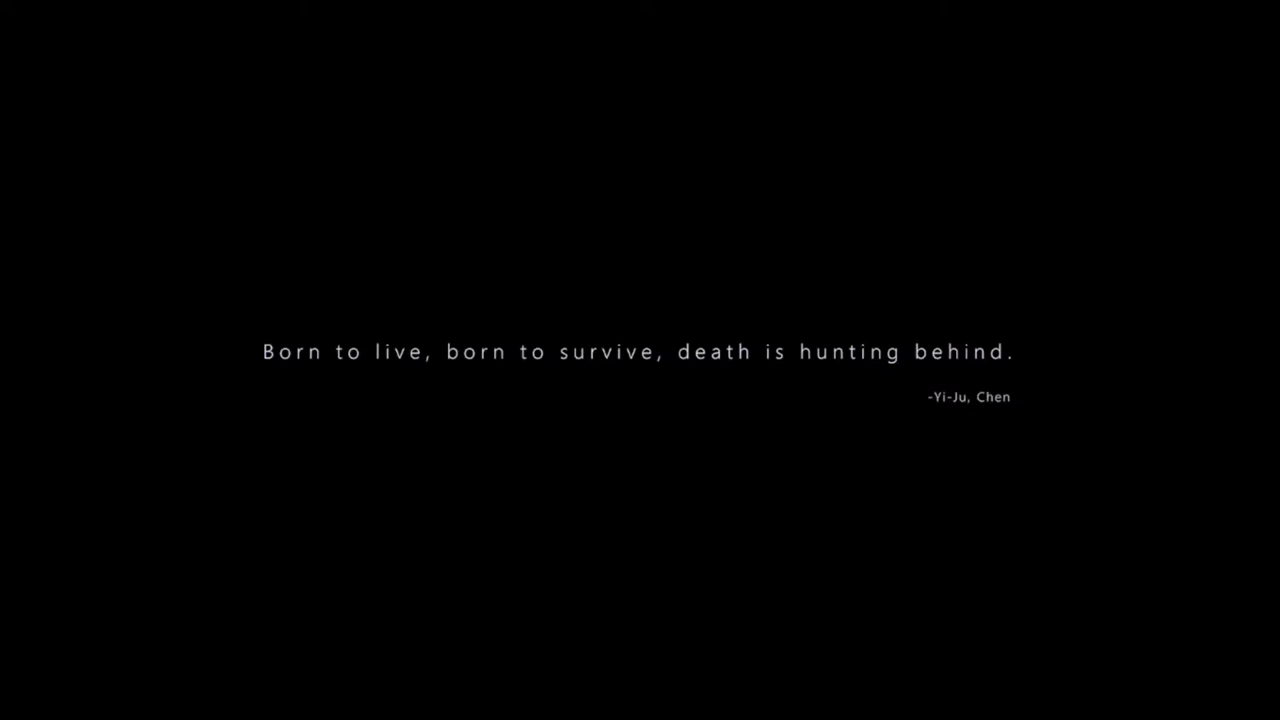 Born to live, born to survive, death is hunting behind.
-Yi-Ju, Chen